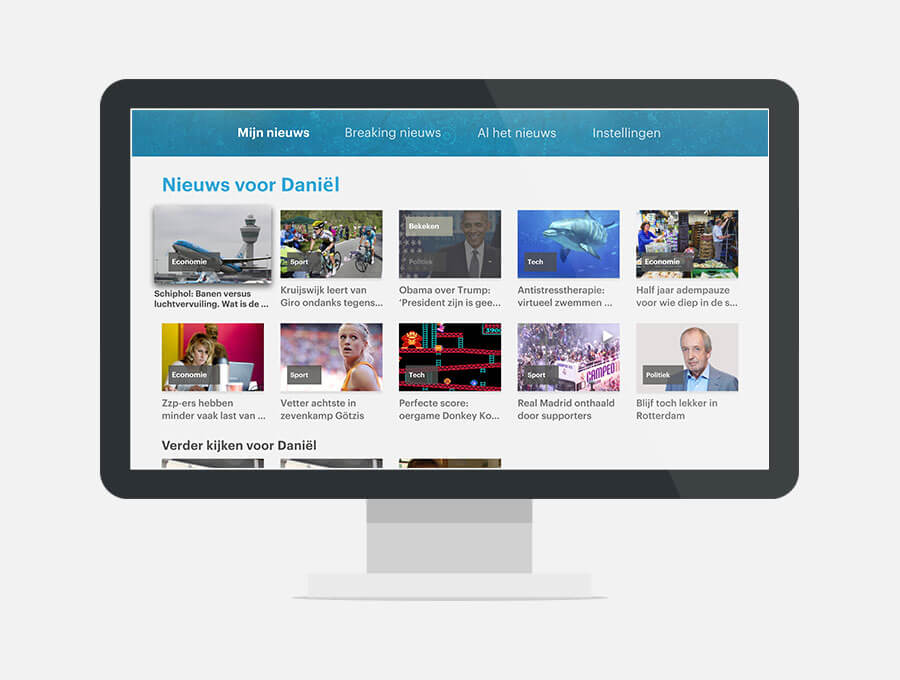 Mijn nieuws Breaking nieuws Al het nieuws Instellingen
Nieuws voor Daniël
Economie Sport Bekeken Politiek Tech Economie
Schiphol: Banen versus
luchtvervuiling. Wat is de ...
Kruijswijk leert van
Giro ondanks tegens...
Obama over Trump:
‘President zijn is geen...
Antistresstherapie:
virtueel zwemmen ...
Half jaar adempauze
voor wie diep in de s...
Economie Sport Tech Sport Politiek
CAMPEO
Zzp-ers hebben
minder vaak last van ...
Vetter achtste in
zevenkamp Götzis
Perfecte score:
oergame Donkey Ko...
Real Madrid onthaald
door supporters
Blijf toch lekker in
Rotterdam
Verder kijken voor Daniël